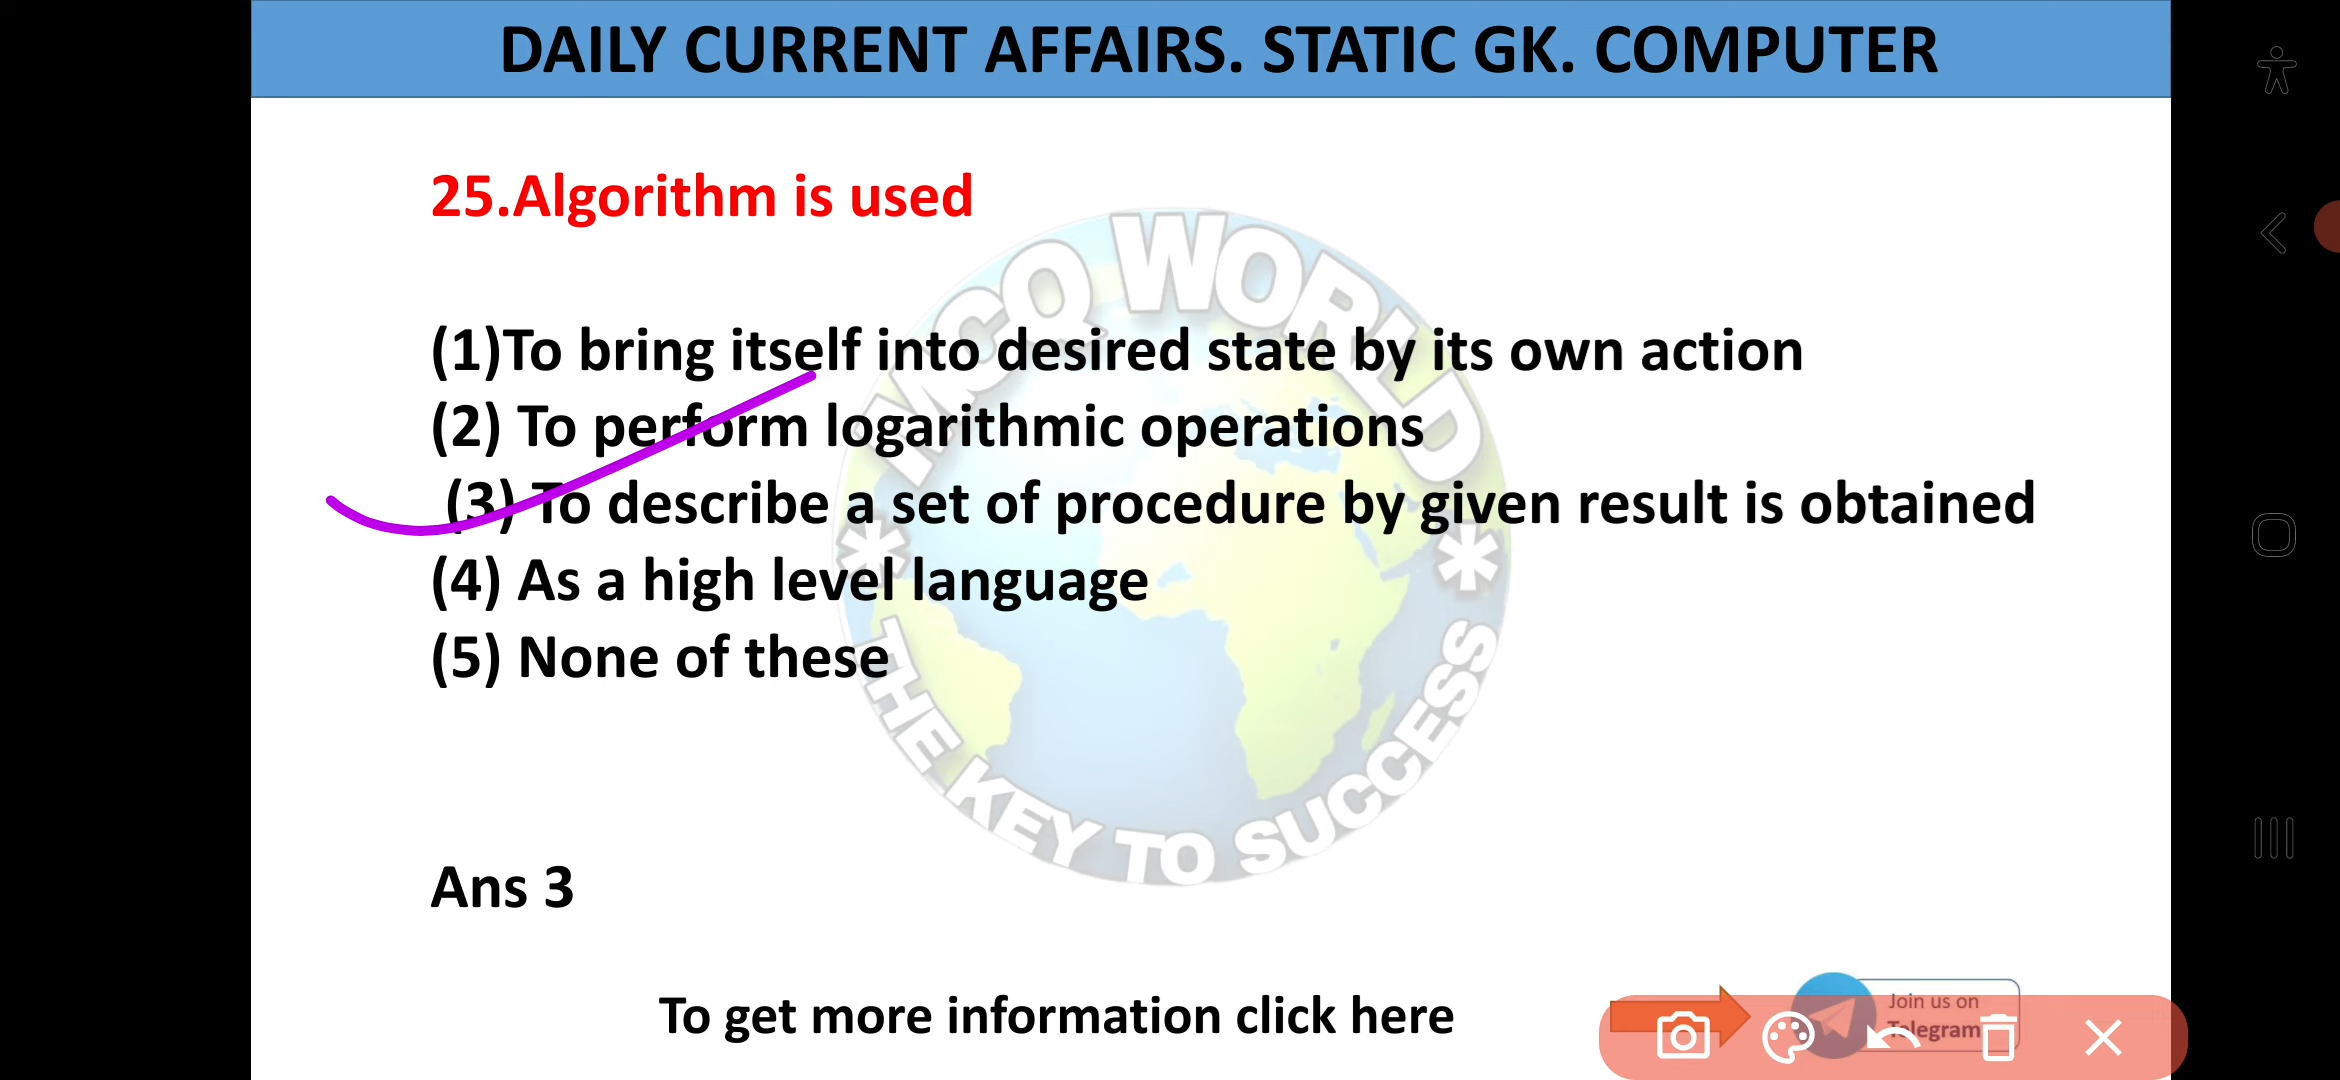 DAILY CURRENT AFFAIRS. STATIC GK. COMPUTER
25.Algorithm is used
(1)To bring itself into desired state by its own action
(2) To perform logarithmic operations
(3) To describe a set of procedure by given result is obtained
(4) As a high level language
(5) None of these
MCQ WORLD
THE KEY TO SUCCESS
Ans 3
To get more information click here
Join us on
Telegram